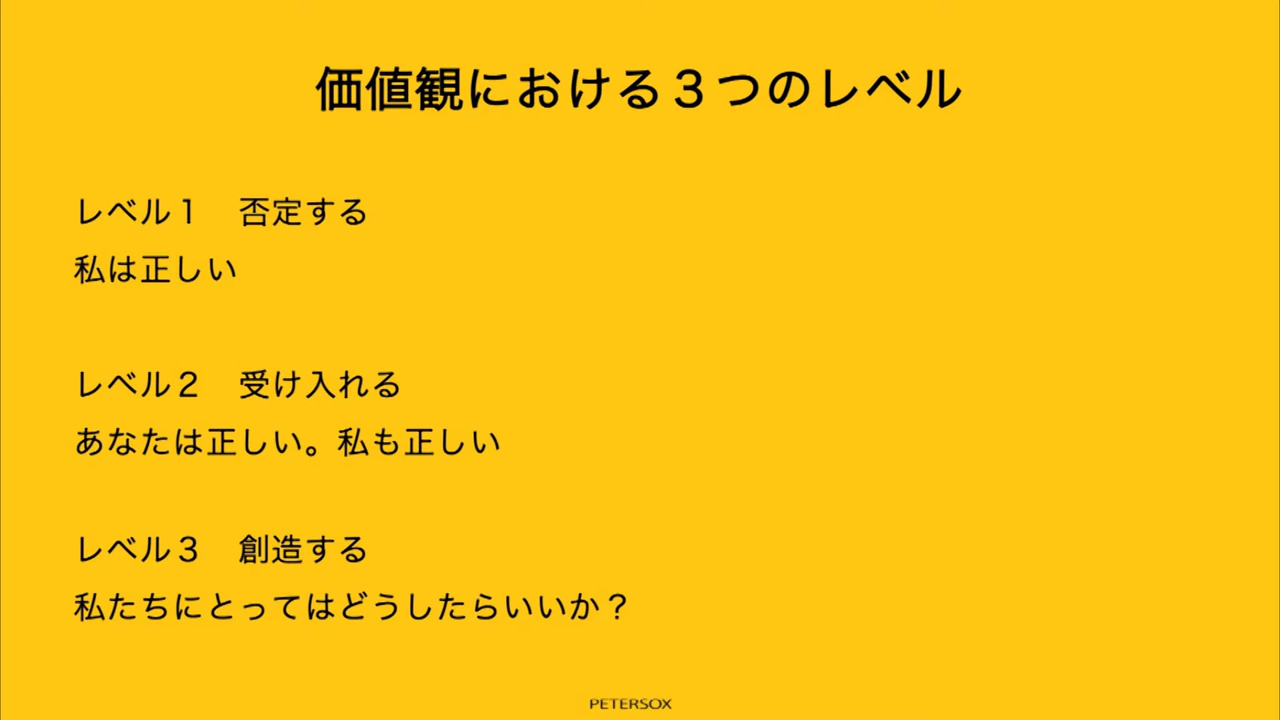 価値観における３つのレベル
レベル１　否定する
私は正しい
レベル２　受け入れる
あなたは正しい。私も正しい
レベル３　創造する
私たちにとってはどうしたらいいか？
PETERSOX